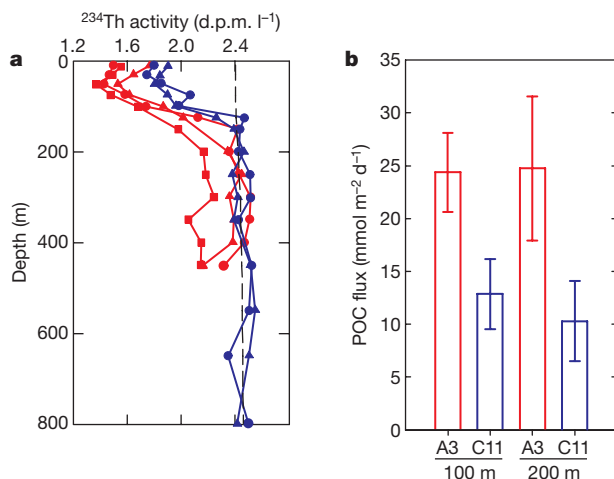 ²³⁴Th activity (d.p.m. l⁻¹)
1.2 1.6 2.0 2.4
a
0
200
400
600
800
Depth (m)
b
35
30
25
20
15
10
5
0
POC flux (mmol m⁻² d⁻¹)
A3 C11 A3 C11
100 m 200 m